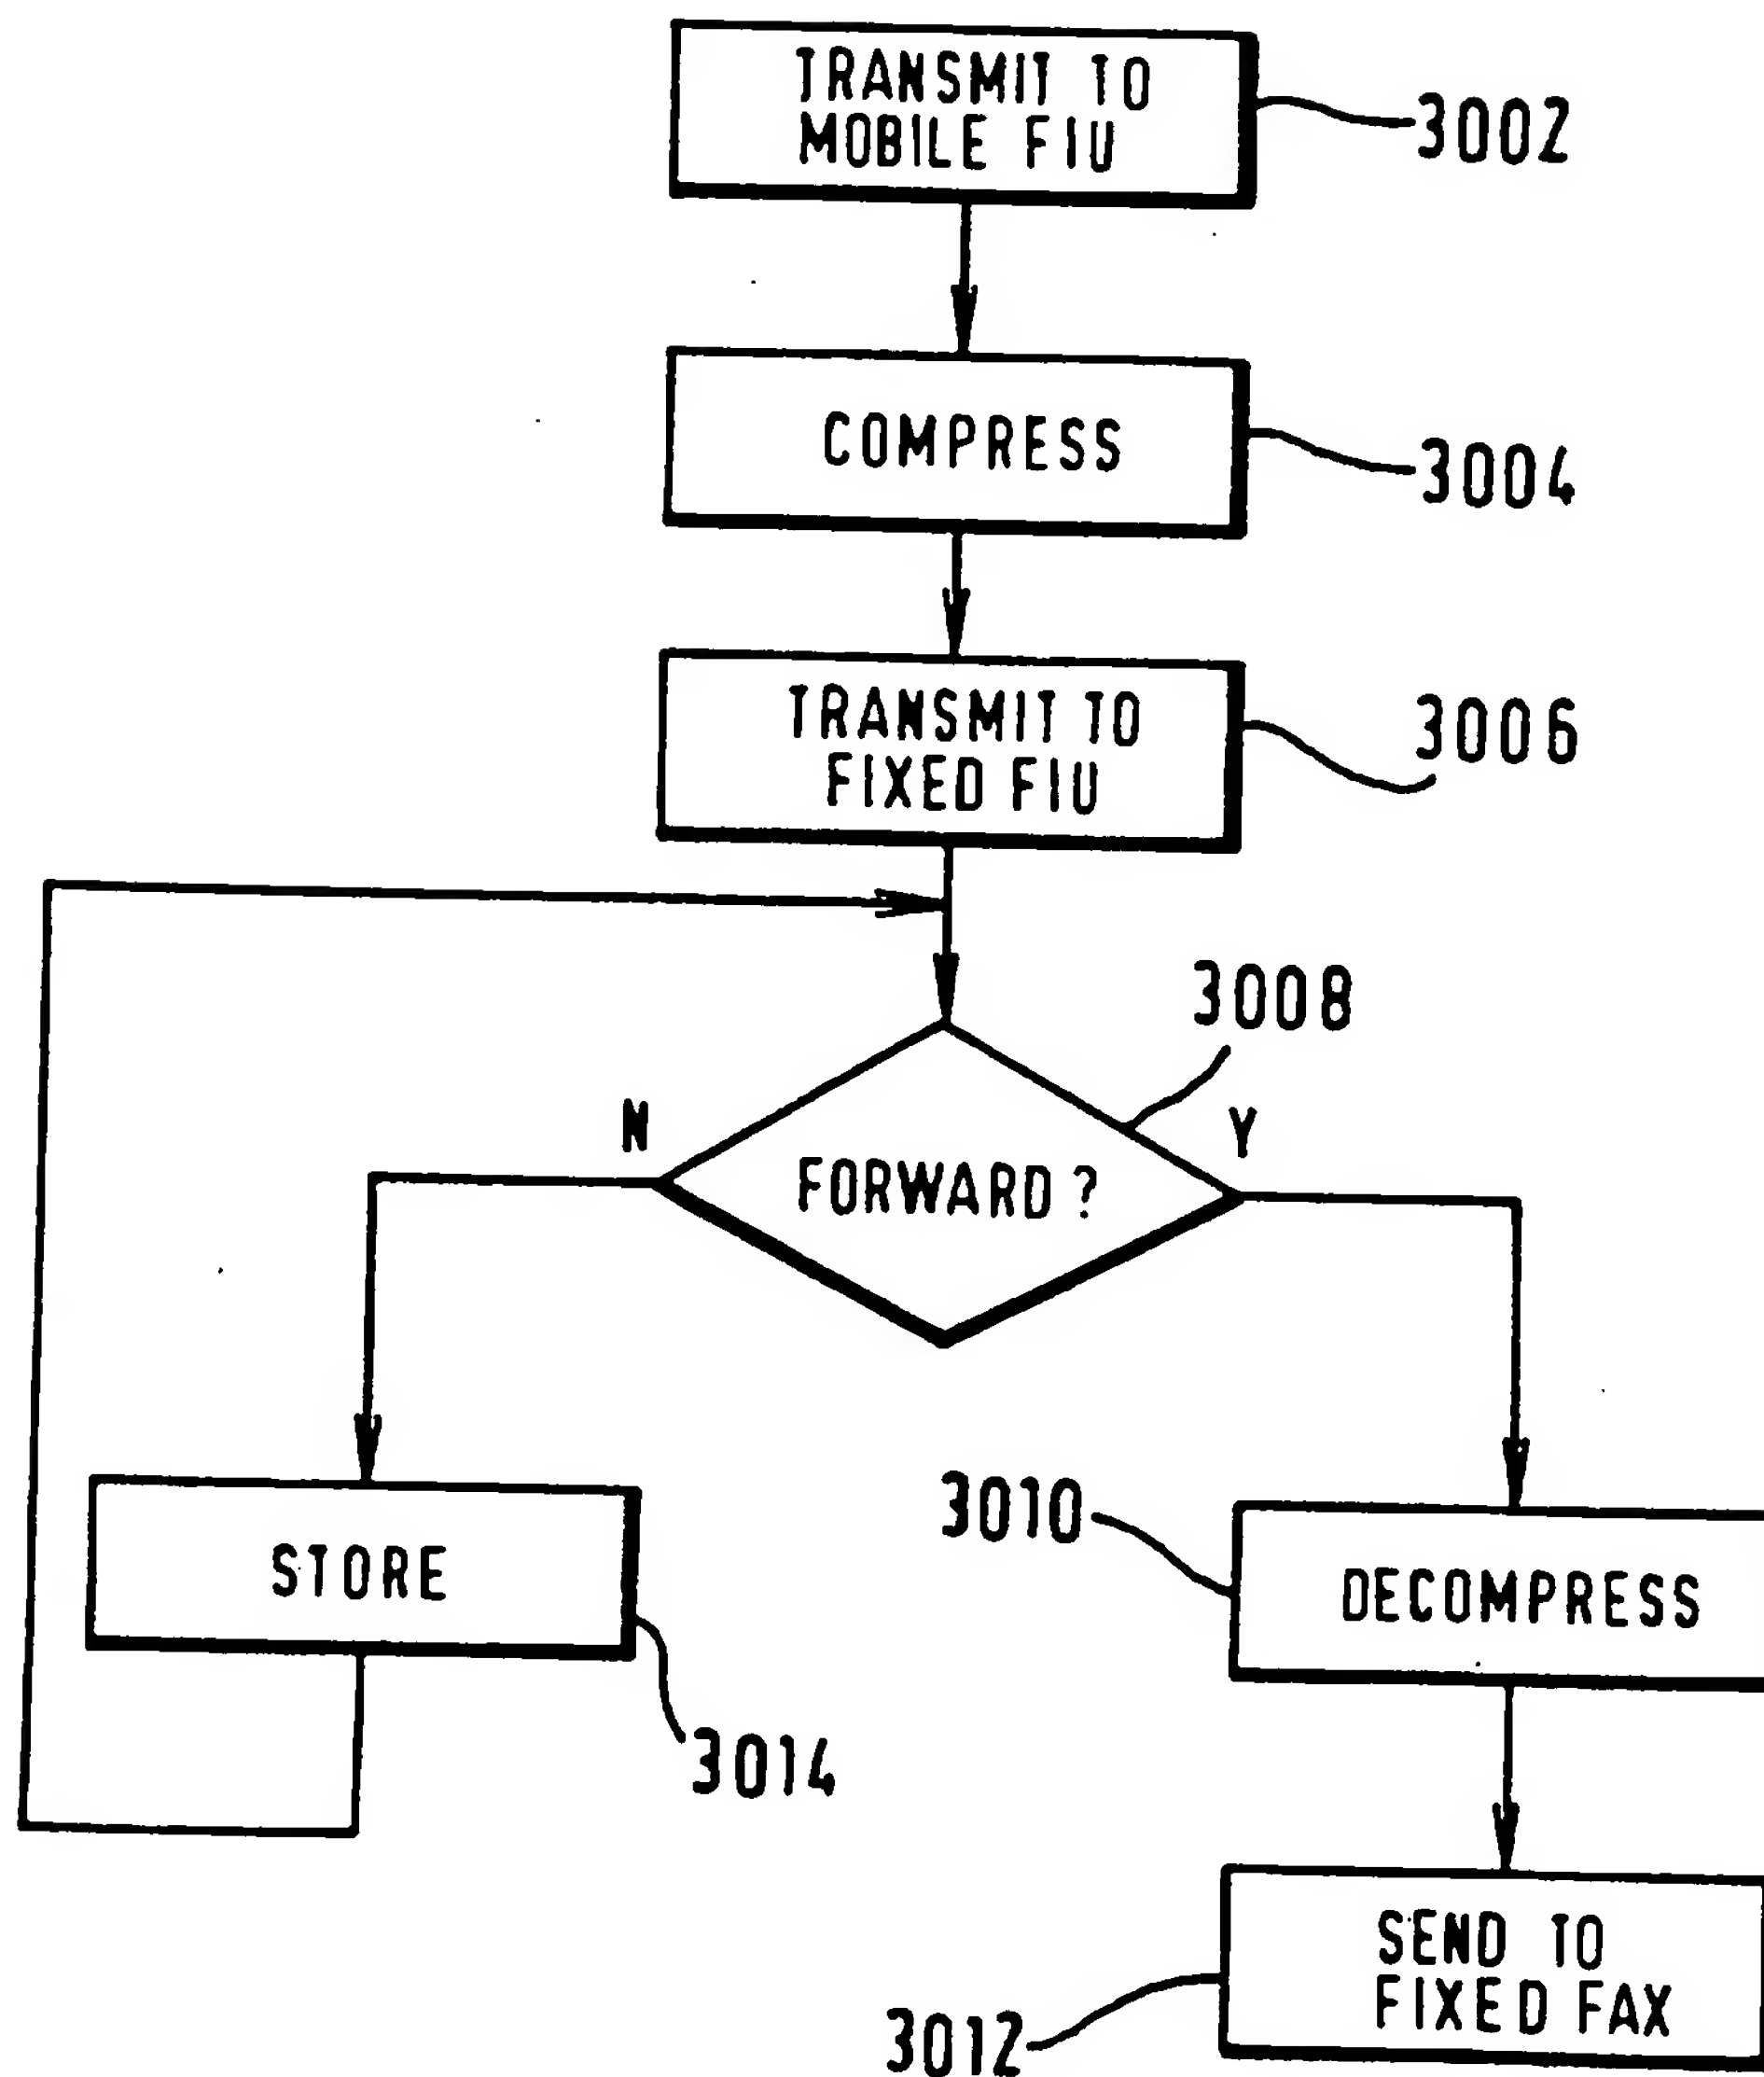 TRANSMIT TO
MOBILE FIU
3002
COMPRESS
3004
TRANSMIT TO
FIXED FIU
3006
3008
N
Y
FORWARD ?
STORE
3010
DECOMPRESS
3014
SEND TO
FIXED FAX
3012